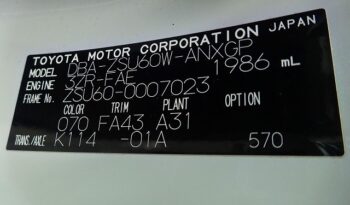 TOYOTA MOTOR CORPORATION JAPAN
MODEL DBA-ZSU60W-ANXGP
ENGINE 3ZR-FAE 1986 mL
FRAME No. ZSU60-0007023
COLOR TRIM PLANT OPTION
070 FA43 A31
TRANS./AXLE K114 -01A 570